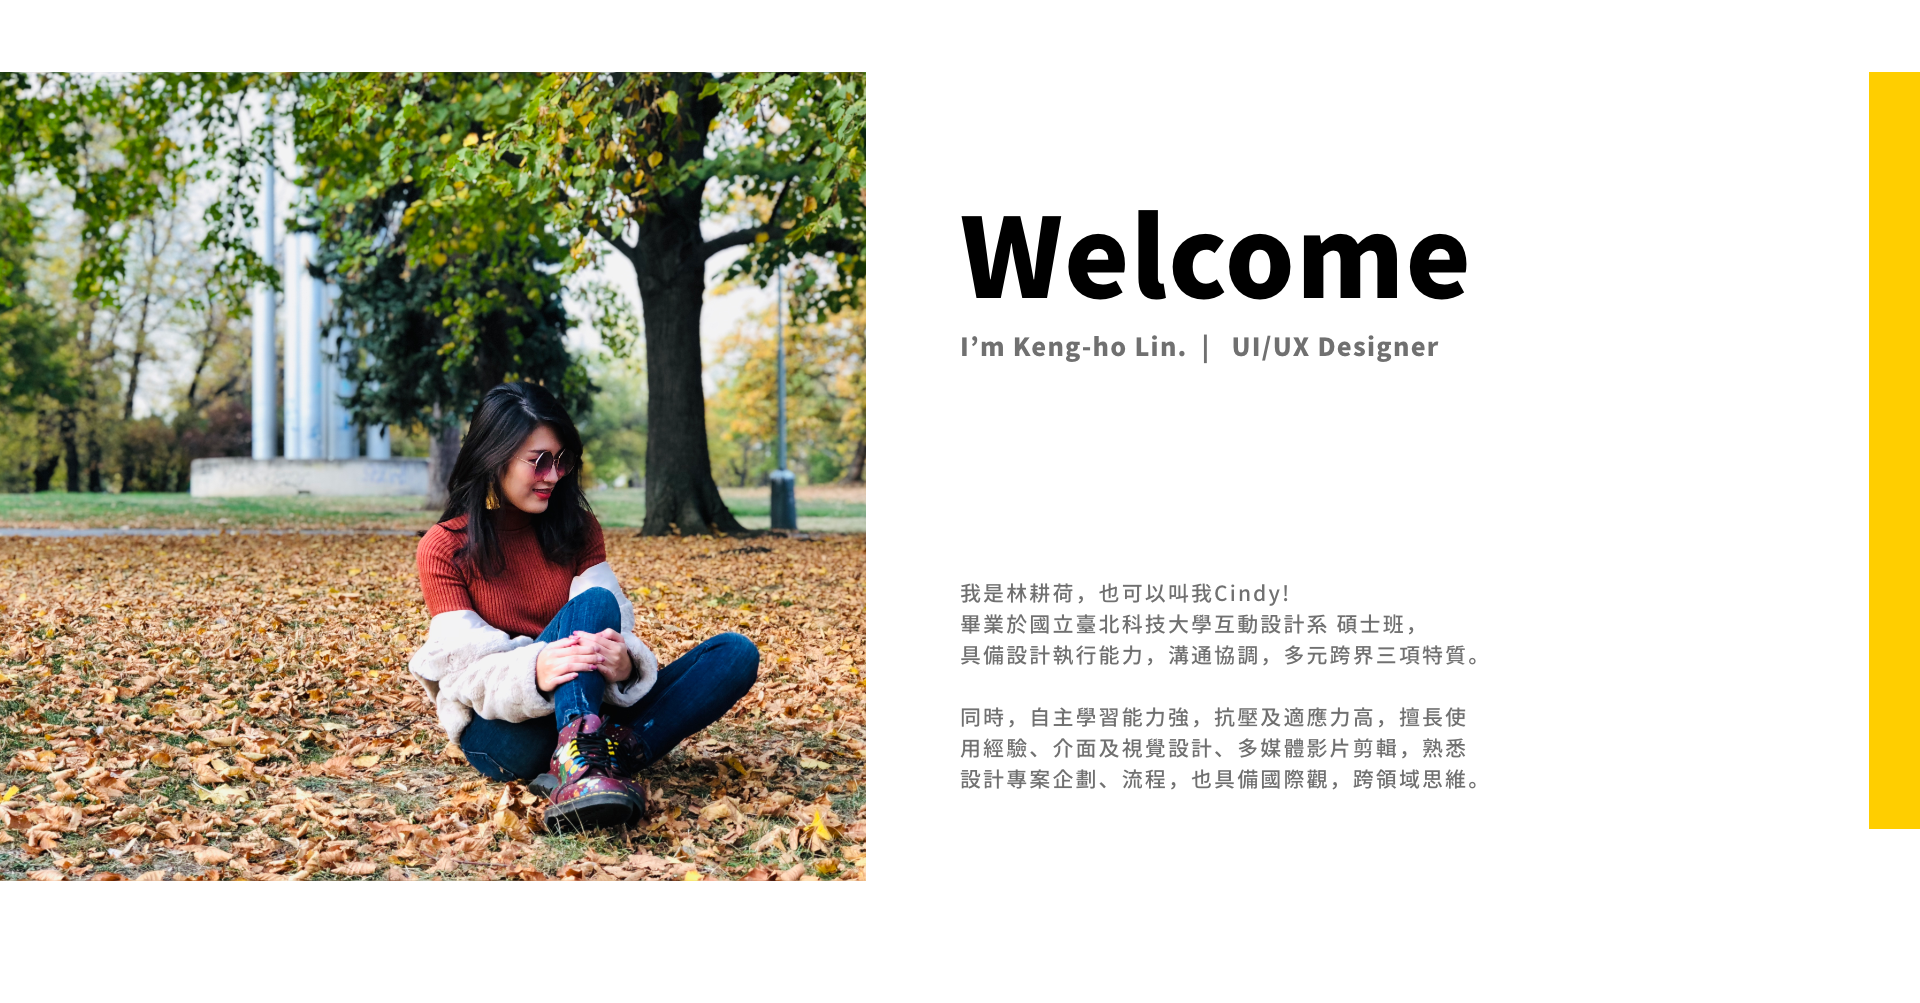 Welcome
I’m Keng-ho Lin. | UI/UX Designer
我是林耕荷，也可以叫我Cindy!
畢業於國立臺北科技大學互動設計系 碩士班，
具備設計執行能力，溝通協調，多元跨界三項特質。
同時，自主學習能力強，抗壓及適應力高，擅長使
用經驗、介面及視覺設計、多媒體影片剪輯，熟悉
設計專案企劃、流程，也具備國際觀，跨領域思維。